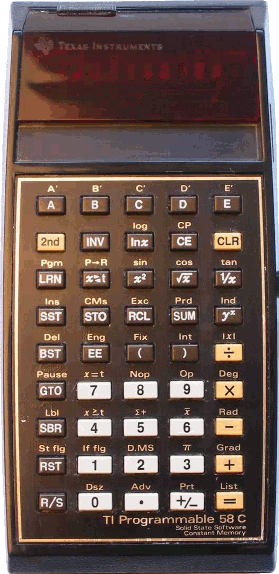 TEXAS INSTRUMENTS
A' B' C' D' E'
A B C D E
log CP
2nd INV lnx CE CLR
Pgm P→R sin cos tan
LRN x⇄t x² √x 1/x
Ins CMs Exc Prd Ind
SST STO RCL SUM yˣ
Del Eng Fix Int |x|
BST EE ( ) ÷
Pause x=t Nop Op Deg
GTO 7 8 9 ×
Lbl x≥t Σ+ x̄ Rad
SBR 4 5 6 −
St flg If flg D.MS π Grad
RST 1 2 3 +
Dsz Adv Prt List
R/S 0 . +/− =
TI Programmable 58 C
Solid State Software
Constant Memory